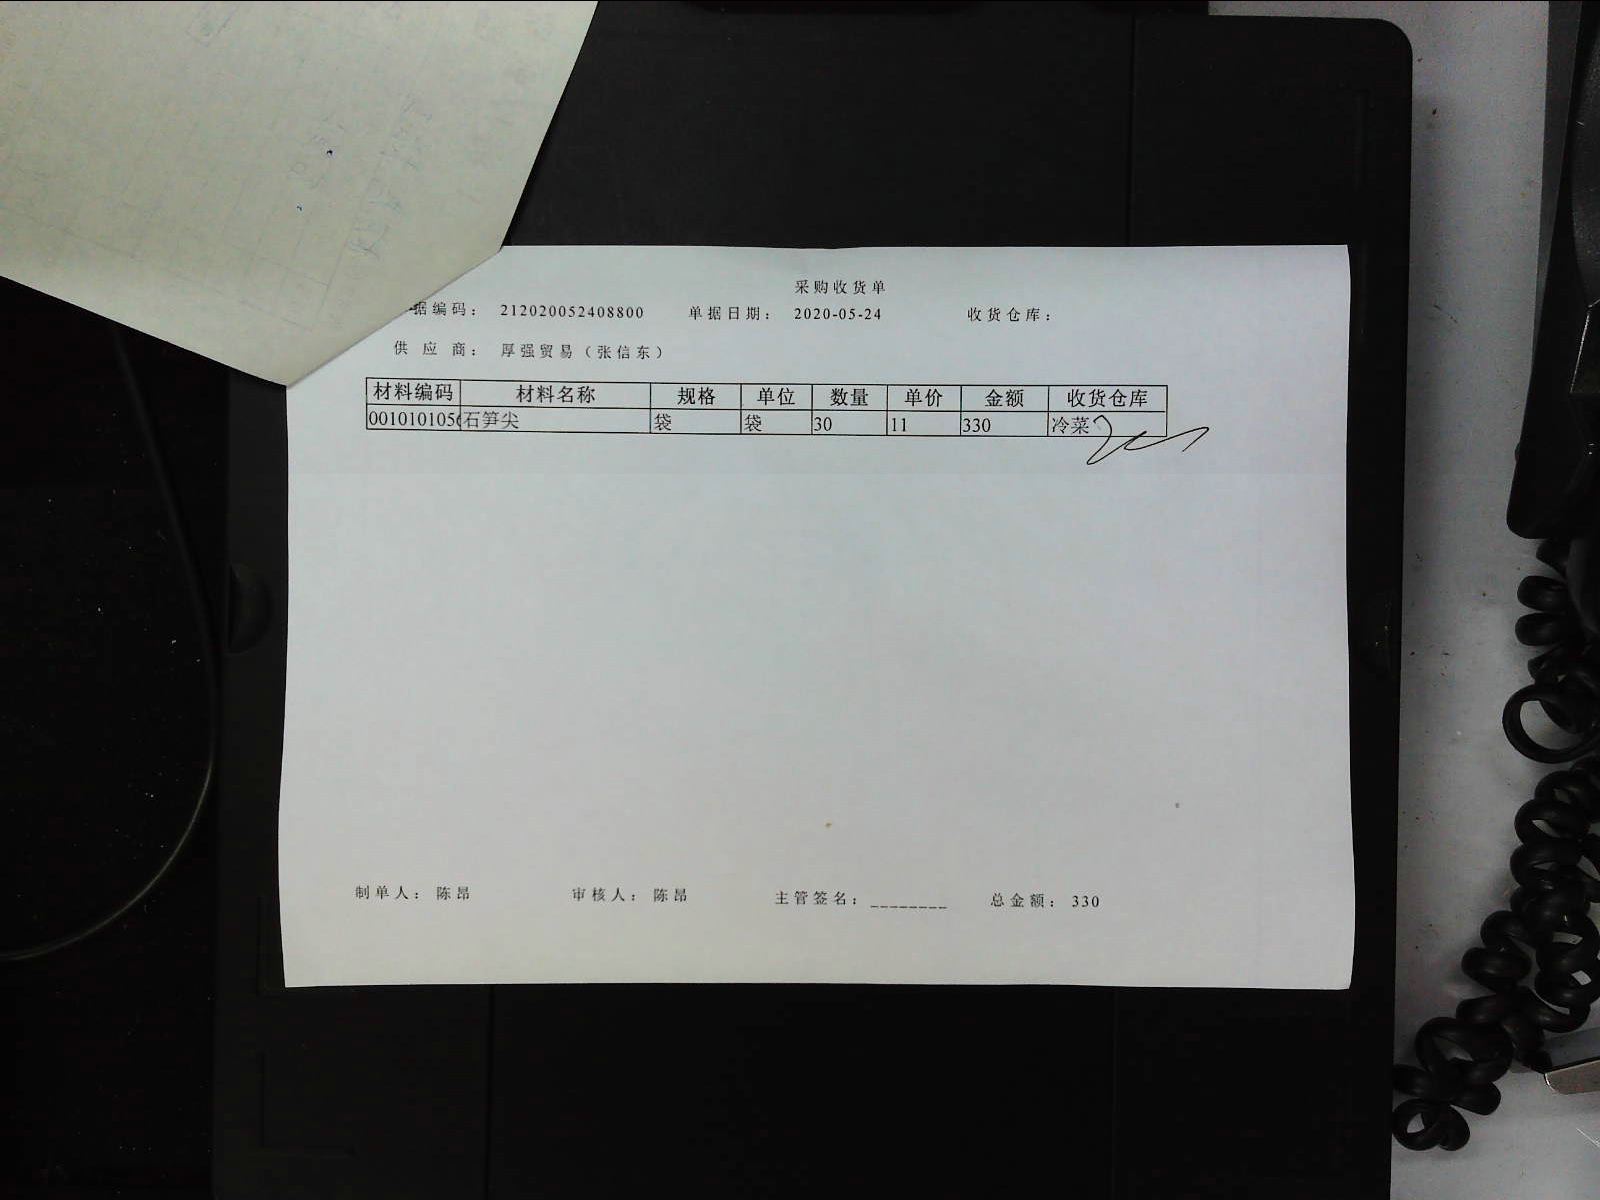 采购收货单
据编码： 212020052408800 单据日期： 2020-05-24 收货仓库：
供 应 商： 厚强贸易（张信东）
材料编码 材料名称 规格 单位 数量 单价 金额 收货仓库
001010105 石笋尖 袋 袋 30 11 330 冷菜
制单人： 陈昂 审核人： 陈昂 主管签名： ________ 总金额： 330